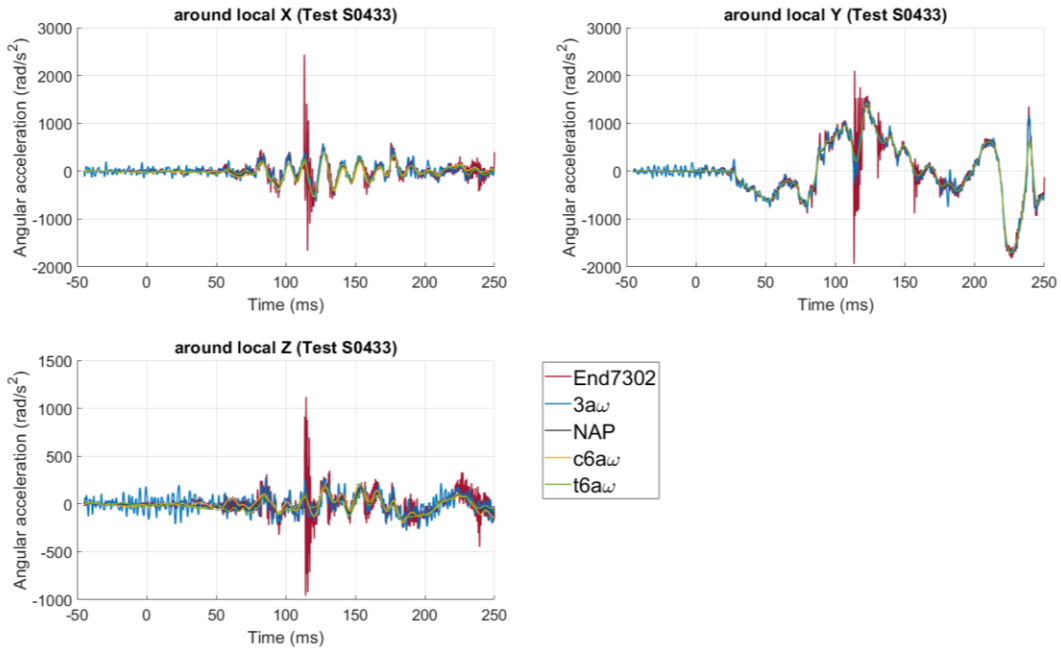 around local X (Test S0433)
Angular acceleration (rad/s²)
3000
2000
1000
0
-1000
-2000
-50 0 50 100 150 200 250
Time (ms)
around local Y (Test S0433)
Angular acceleration (rad/s²)
3000
2000
1000
0
-1000
-2000
-50 0 50 100 150 200 250
Time (ms)
around local Z (Test S0433)
Angular acceleration (rad/s²)
1500
1000
500
0
-500
-1000
-50 0 50 100 150 200 250
Time (ms)
End7302
3aω
NAP
c6aω
t6aω